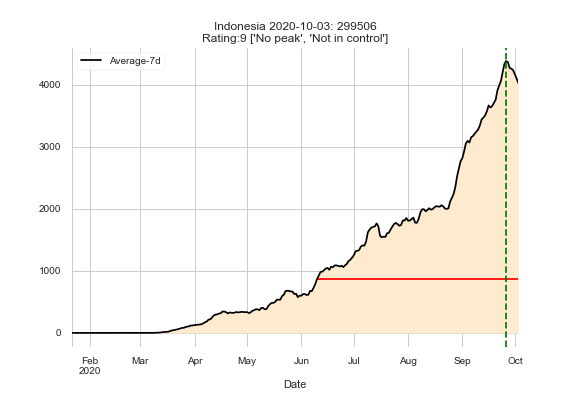 Indonesia 2020-10-03: 299506
Rating:9 ['No peak', 'Not in control']
Average-7d
4000
3000
2000
1000
0
Feb Mar Apr May Jun Jul Aug Sep Oct
2020
Date